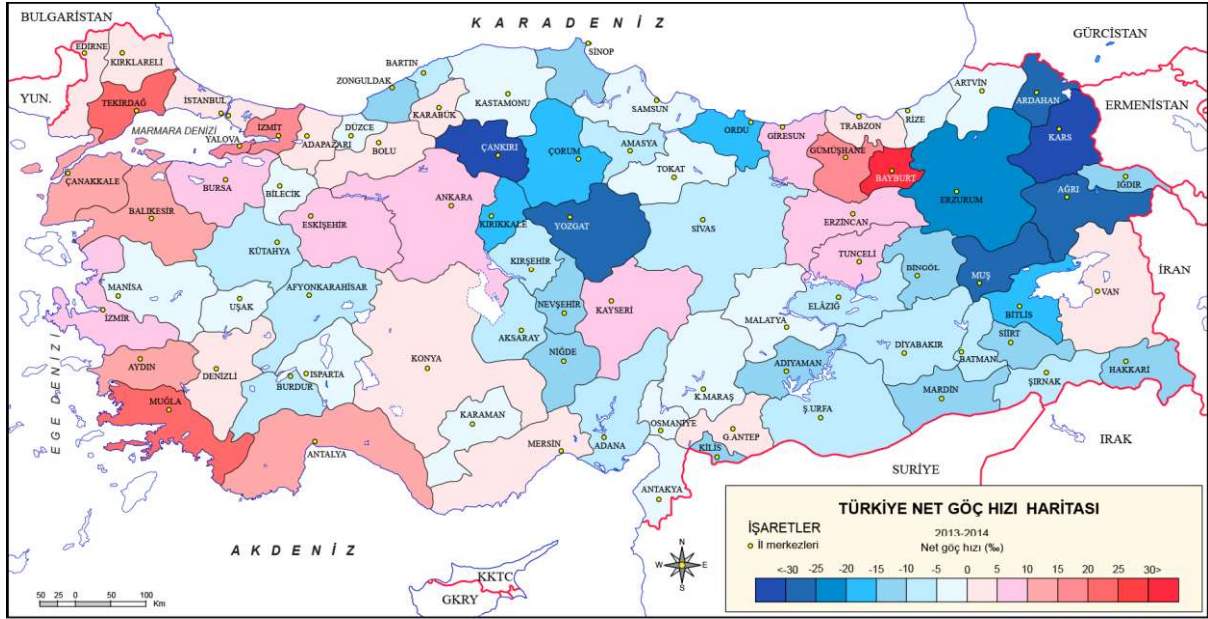 BULGARİSTAN
K A R A D E N İ Z
GÜRCİSTAN
EDİRNE
KIRKLARELİ
SİNOP
BARTIN
ZONGULDAK
KASTAMONU
ARTVİN
ARDAHAN
YUN.
TEKİRDAĞ
İSTANBUL
SAMSUN
ERMENİSTAN
KARABÜK
RİZE
MARMARA DENİZİ
İZMİT
DÜZCE
ORDU
GİRESUN
TRABZON
KARS
YALOVA
ADAPAZARI
BOLU
ÇANKIRI
ÇORUM
AMASYA
GÜMÜŞHANE
ÇANAKKALE
BURSA
TOKAT
BAYBURT
IĞDIR
BİLECİK
ANKARA
AĞRI
BALIKESİR
ESKİŞEHİR
KIRIKKALE
YOZGAT
SİVAS
ERZİNCAN
ERZURUM
KÜTAHYA
KIRŞEHİR
TUNCELİ
BİNGÖL
MUŞ
İRAN
MANİSA
UŞAK
AFYONKARAHİSAR
NEVŞEHİR
KAYSERİ
ELÂZIĞ
VAN
İZMİR
AKSARAY
MALATYA
BİTLİS
SİİRT
EGE DENİZİ
AYDIN
DENİZLİ
KONYA
NİĞDE
DİYABAKIR
BATMAN
BURDUR
ISPARTA
ADIYAMAN
ŞIRNAK
HAKKARİ
MUĞLA
K.MARAŞ
MARDİN
KARAMAN
OSMANİYE
Ş.URFA
ANTALYA
MERSİN
ADANA
G.ANTEP
KİLİS
IRAK
SURİYE
ANTAKYA
A K D E N İ Z
KKTC
GKRY
N
W E
S
50 25 0 50 100
Km
TÜRKİYE NET GÖÇ HIZI HARİTASI
İŞARETLER
İl merkezleri
2013-2014
Net göç hızı (‰)
<-30 -25 -20 -15 -10 -5 0 5 10 15 20 25 30>